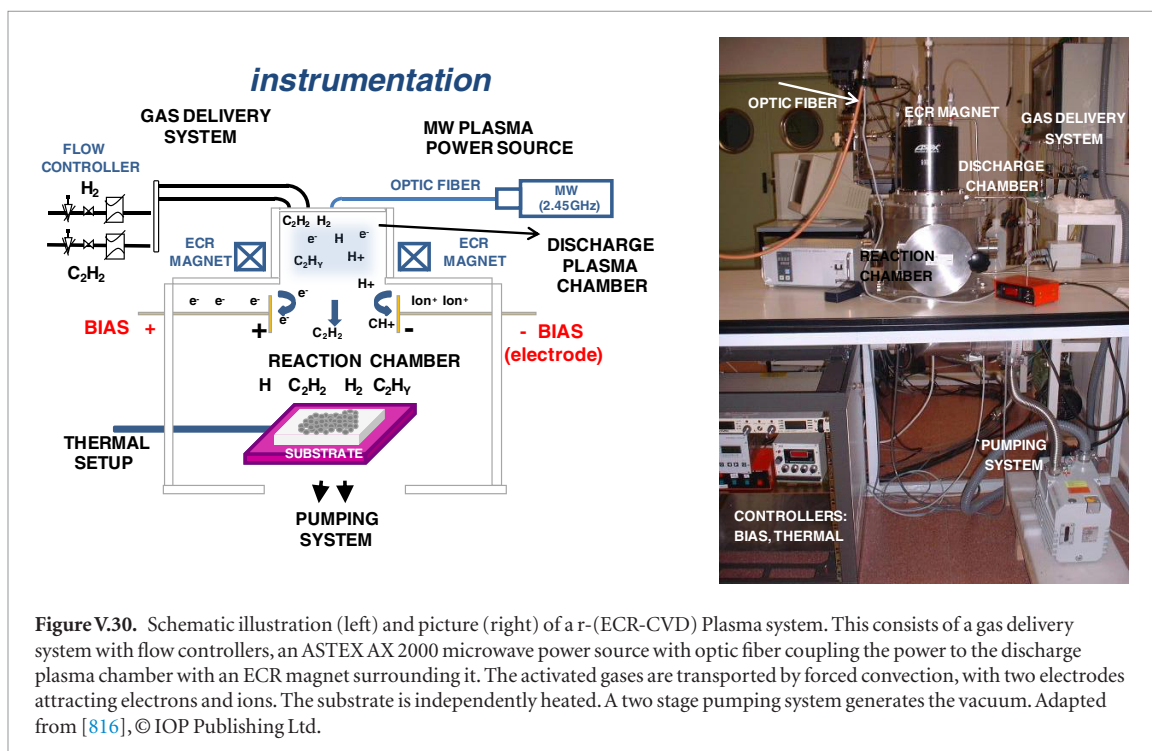 instrumentation
GAS DELIVERY
SYSTEM
MW PLASMA
POWER SOURCE
FLOW
CONTROLLER
H₂
C₂H₂
OPTIC FIBER
MW
(2.45GHz)
C₂H₂ H₂
e⁻ H e⁻
C₂H_Y H+
H+
ECR
MAGNET
ECR
MAGNET
DISCHARGE
PLASMA
CHAMBER
e⁻ e⁻ e⁻ e⁻
e⁻
Ion⁺ Ion⁺
BIAS +
+
C₂H₂
CH+
-
- BIAS
(electrode)
REACTION CHAMBER
H C₂H₂ H₂ C₂H_Y
THERMAL
SETUP
SUBSTRATE
PUMPING
SYSTEM
OPTIC FIBER
ECR MAGNET
GAS DELIVERY
SYSTEM
ASTEX
DISCHARGE
CHAMBER
REACTION
CHAMBER
PUMPING
SYSTEM
CONTROLLERS:
BIAS, THERMAL
Figure V.30. Schematic illustration (left) and picture (right) of a r-(ECR-CVD) Plasma system. This consists of a gas delivery
system with flow controllers, an ASTEX AX 2000 microwave power source with optic fiber coupling the power to the discharge
plasma chamber with an ECR magnet surrounding it. The activated gases are transported by forced convection, with two electrodes
attracting electrons and ions. The substrate is independently heated. A two stage pumping system generates the vacuum. Adapted
from [816], © IOP Publishing Ltd.